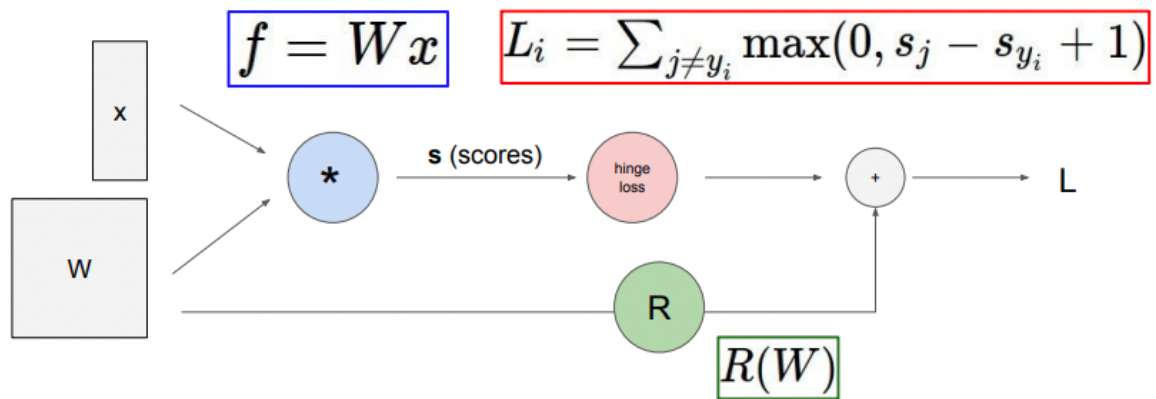 f = Wx
L_i = \sum_{j \neq y_i} \max(0, s_j - s_{y_i} + 1)
x
*
s (scores)
hinge
loss
+
L
W
R
R(W)